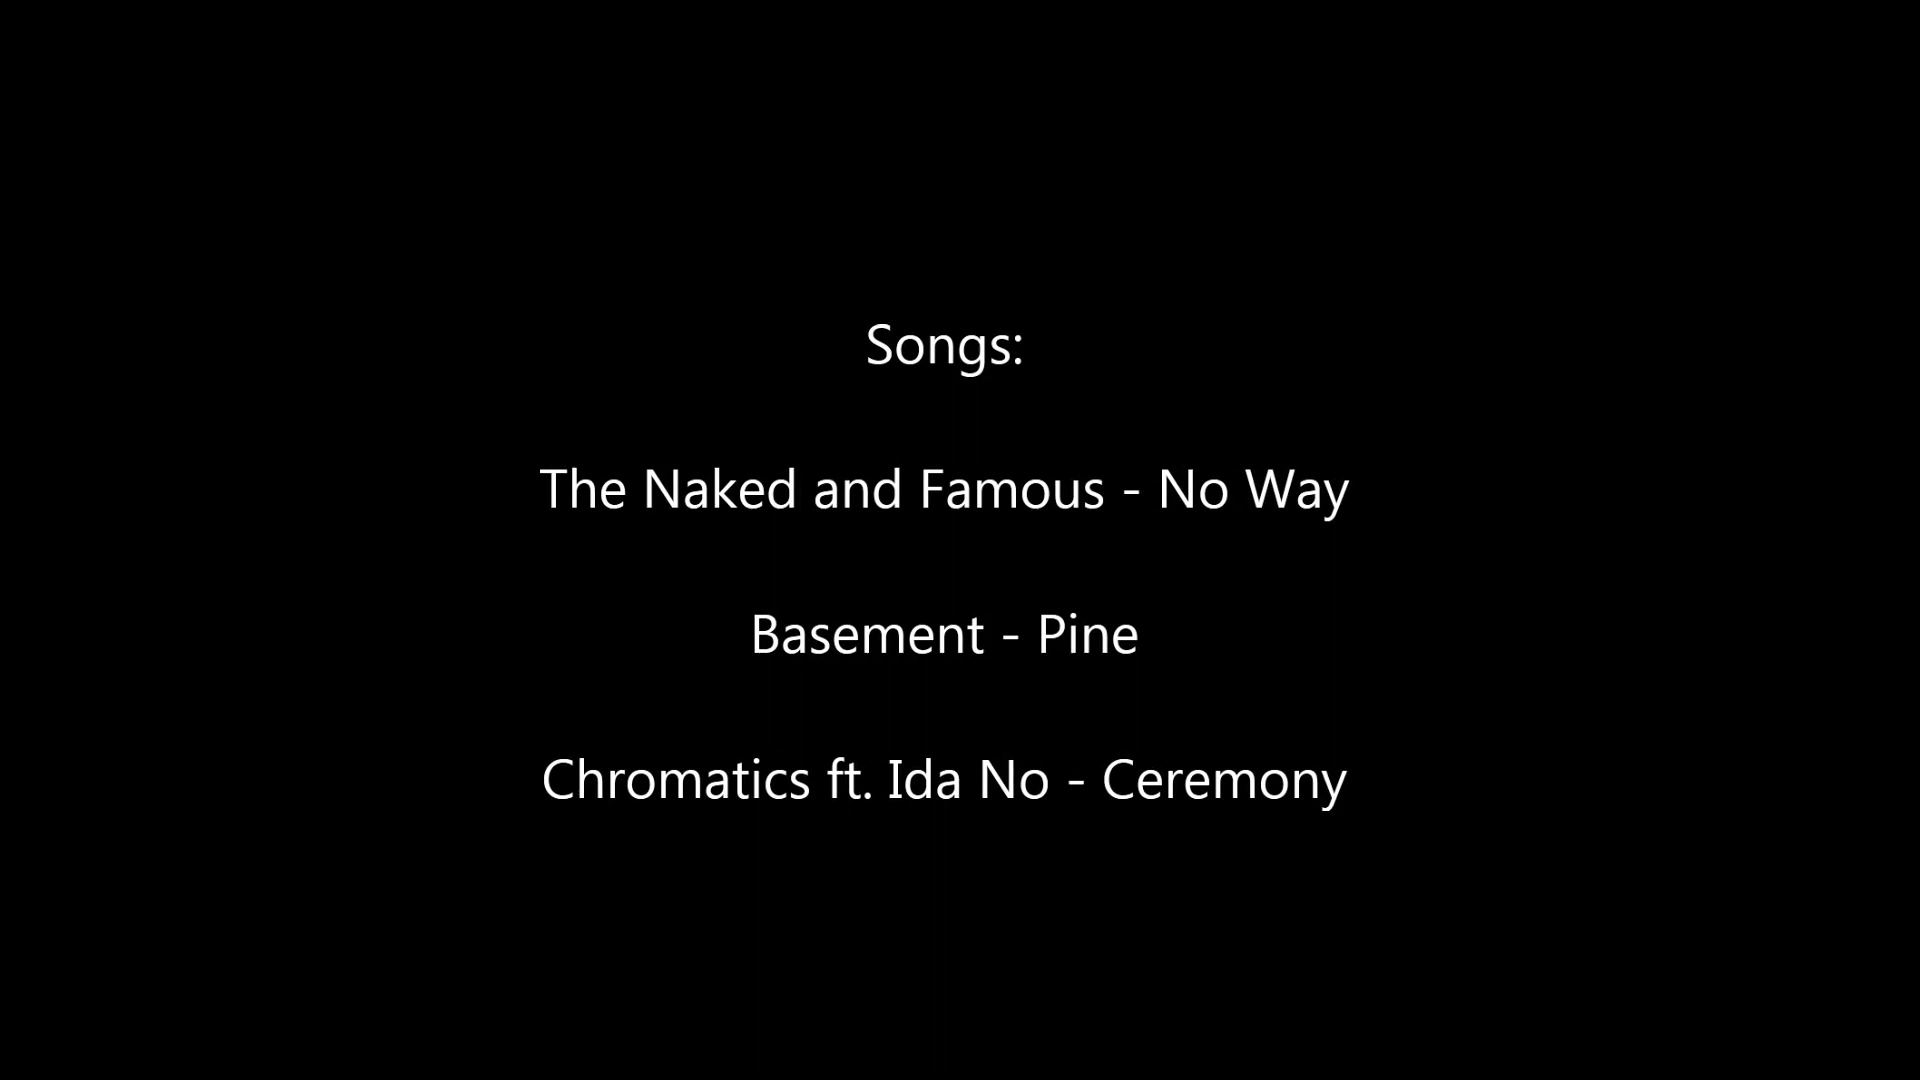 Songs:
The Naked and Famous - No Way
Basement - Pine
Chromatics ft. Ida No - Ceremony